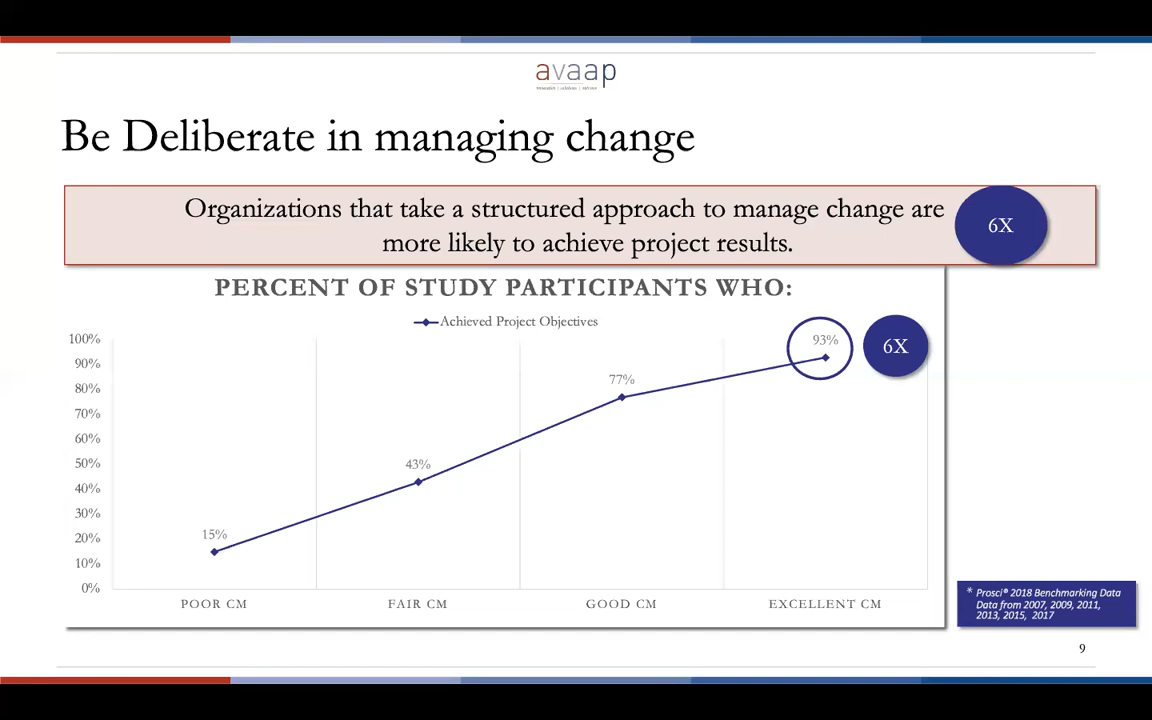 avaap
Be Deliberate in managing change
Organizations that take a structured approach to manage change are
more likely to achieve project results.
6X
PERCENT OF STUDY PARTICIPANTS WHO:
Achieved Project Objectives
100%
90%
80%
70%
60%
50%
40%
30%
20%
10%
0%
15%
43%
77%
93%
6X
POOR CM
FAIR CM
GOOD CM
EXCELLENT CM
* Prosci® 2018 Benchmarking Data
Data from 2007, 2009, 2011,
2013, 2015, 2017
9